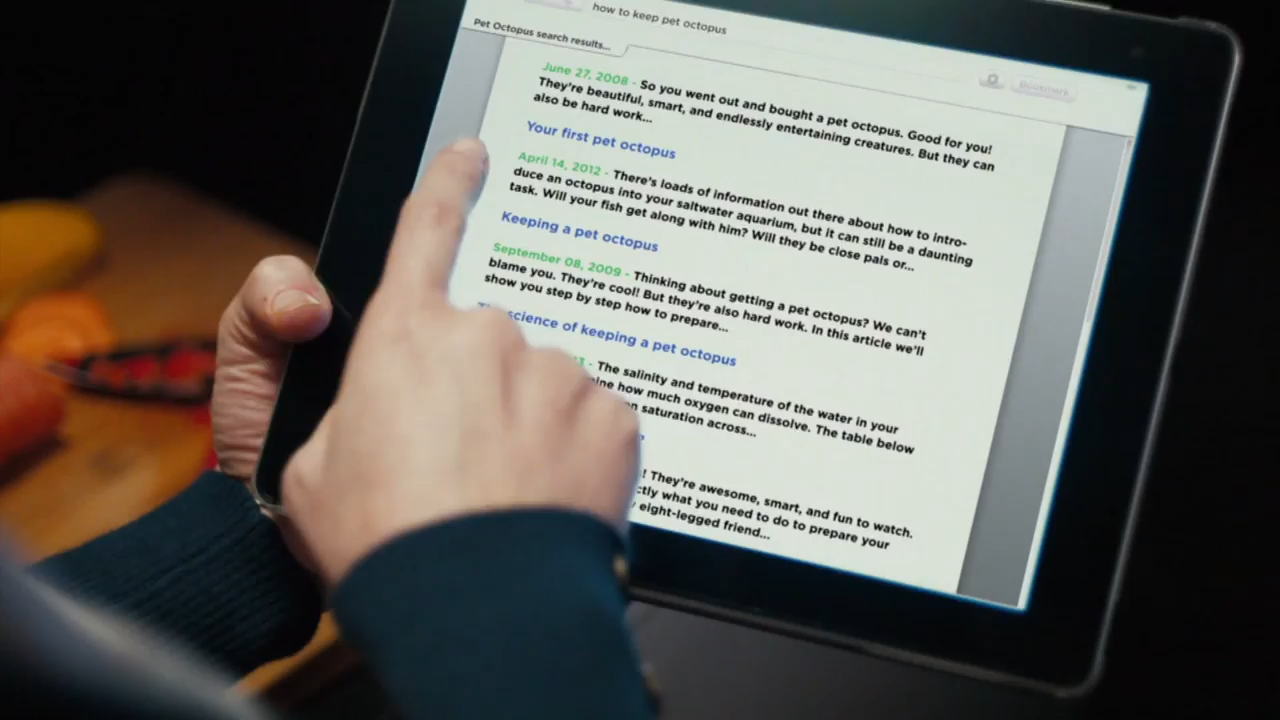 how to keep pet octopus
Pet Octopus search results...
Bookmark
June 27, 2008 - So you went out and bought a pet octopus. Good for you!
They're beautiful, smart, and endlessly entertaining creatures. But they can
also be hard work...
Your first pet octopus
April 14, 2012 - There's loads of information out there about how to intro-
duce an octopus into your saltwater aquarium, but it can still be a daunting
task. Will your fish get along with him? Will they be close pals or...
Keeping a pet octopus
September 08, 2009 - Thinking about getting a pet octopus? We can't
blame you. They're cool! But they're also hard work. In this article we'll
show you step by step how to prepare...
science of keeping a pet octopus
- The salinity and temperature of the water in your
how much oxygen can dissolve. The table below
saturation across...
! They're awesome, smart, and fun to watch.
what you need to do to prepare your
eight-legged friend...